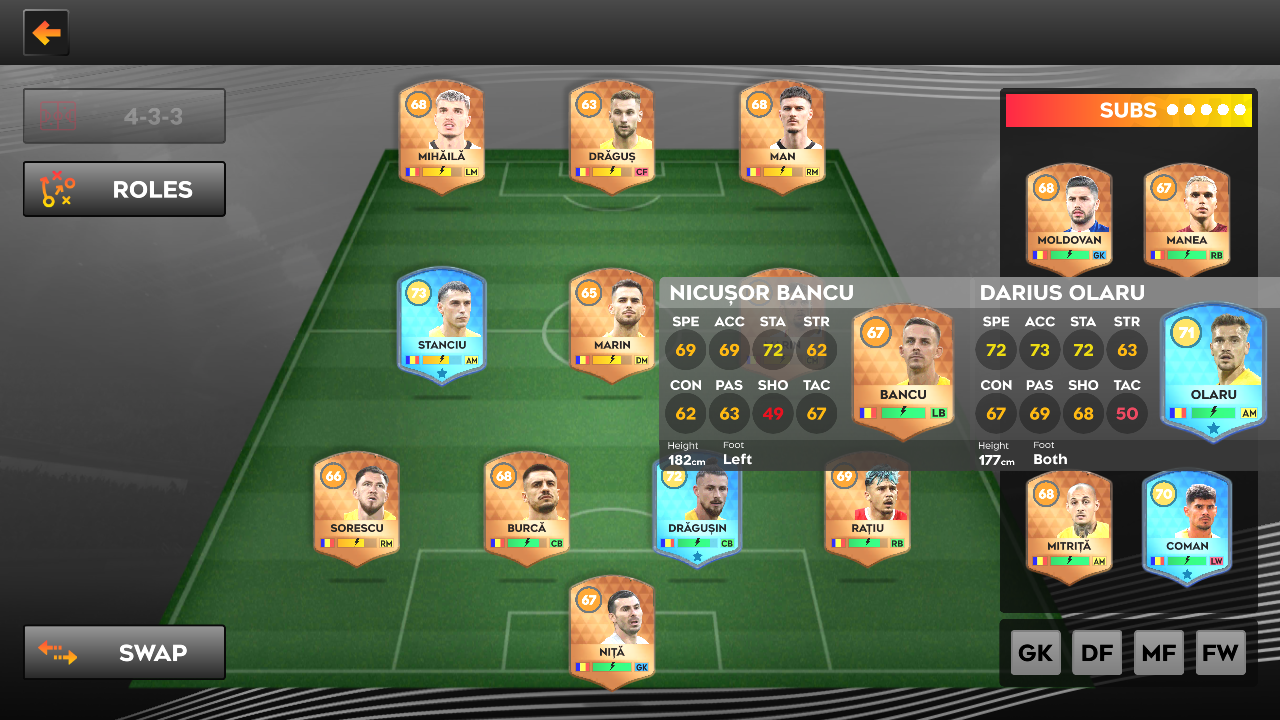 4-3-3
ROLES
SWAP
68
MIHĂILĂ
LM
63
DRĂGUȘ
CF
68
MAN
RM
73
STANCIU
AM
65
MARIN
DM
66
SORESCU
RM
68
BURCĂ
CB
72
DRĂGUȘIN
CB
69
RAȚIU
RB
67
NIȚĂ
GK
SUBS
68
MOLDOVAN
GK
67
MANEA
RB
NICUȘOR BANCU
SPE ACC STA STR
69 69 72 62
CON PAS SHO TAC
62 63 49 67
Height Foot
182cm Left
67
BANCU
LB
DARIUS OLARU
SPE ACC STA STR
72 73 72 63
CON PAS SHO TAC
67 69 68 50
Height Foot
177cm Both
71
OLARU
AM
68
MITRIȚĂ
AM
70
COMAN
LW
GK DF MF FW